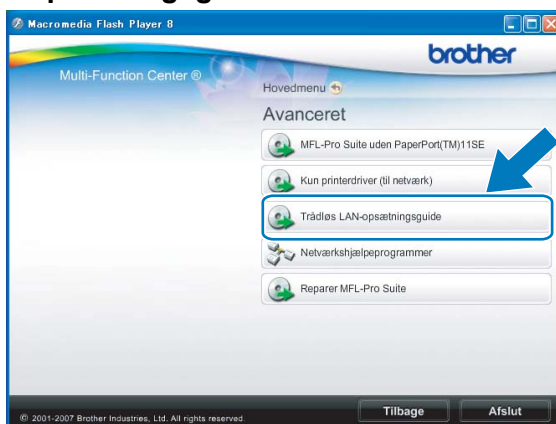 Macromedia Flash Player 8
brother
Multi-Function Center ®
Hovedmenu
Avanceret
MFL-Pro Suite uden PaperPort(TM)11SE
Kun printerdriver (til netværk)
Trådløs LAN-opsætningsguide
Netværkshjælpeprogrammer
Reparer MFL-Pro Suite
Tilbage
Afslut
© 2001-2007 Brother Industries, Ltd. All rights reserved.